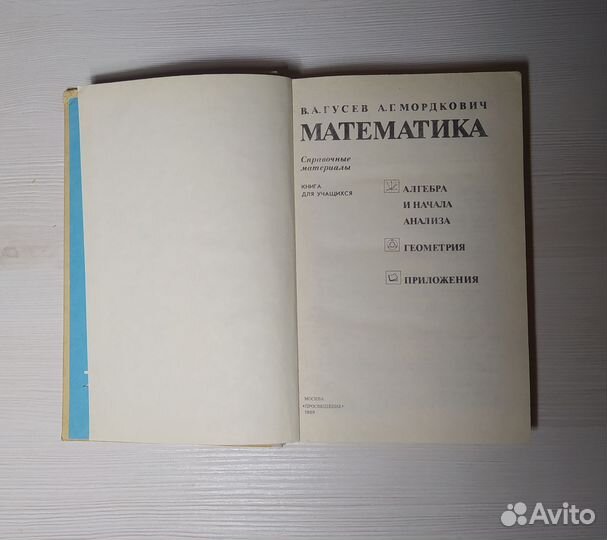 В. А. ГУСЕВ А. Г. МОРДКОВИЧ
МАТЕМАТИКА
Справочные
материалы
КНИГА
ДЛЯ УЧАЩИХСЯ
АЛГЕБРА
И НАЧАЛА
АНАЛИЗА
ГЕОМЕТРИЯ
ПРИЛОЖЕНИЯ
МОСКВА
«ПРОСВЕЩЕНИЕ»
Avito